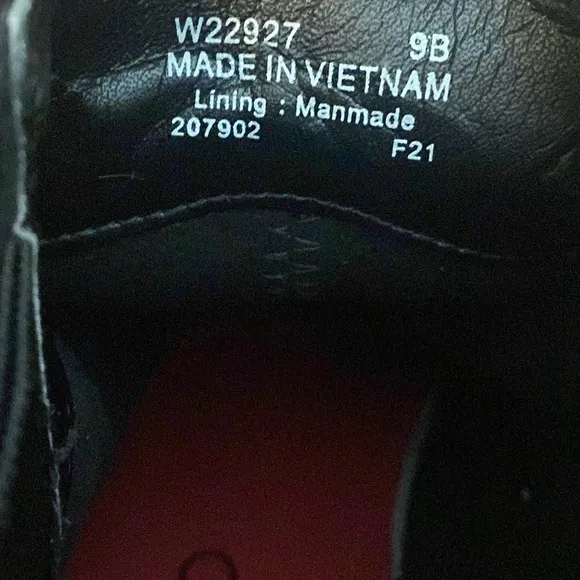 W22927 9B
MADE IN VIETNAM
Lining : Manmade
207902 F21